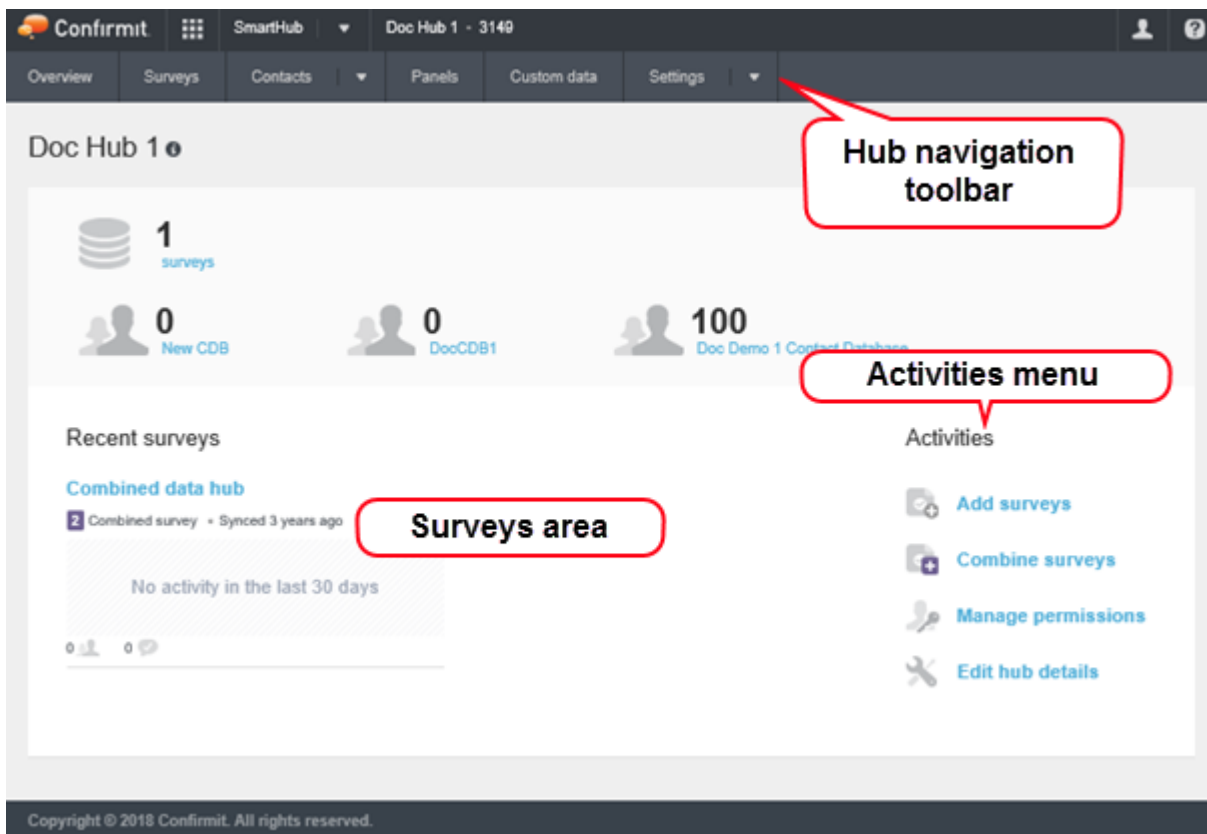 Confirmit SmartHub Doc Hub 1 - 3149
Overview Surveys Contacts Panels Custom data Settings
Hub navigation
toolbar
Doc Hub 1
1
surveys
0
New CDB
0
DocCDB1
100
Doc Demo 1 Contact Database
Activities menu
Recent surveys
Combined data hub
2 Combined survey • Synced 3 years ago
Surveys area
No activity in the last 30 days
0 0
Activities
Add surveys
Combine surveys
Manage permissions
Edit hub details
Copyright © 2018 Confirmit. All rights reserved.